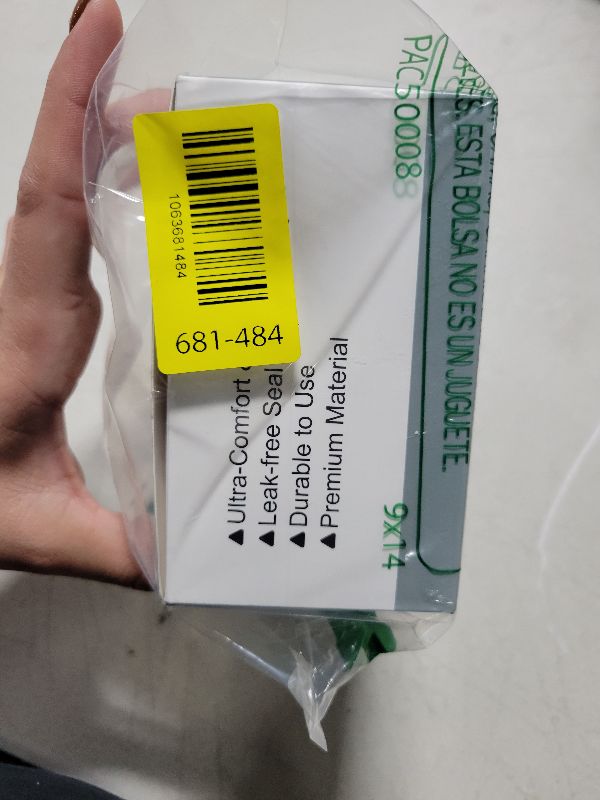 1063681484
681-484
▲Ultra-Comfort
▲Leak-free Seal
▲Durable to Use
▲Premium Material
PAC500088
ESTA BOLSA NO ES UN JUGUETE.
9x14